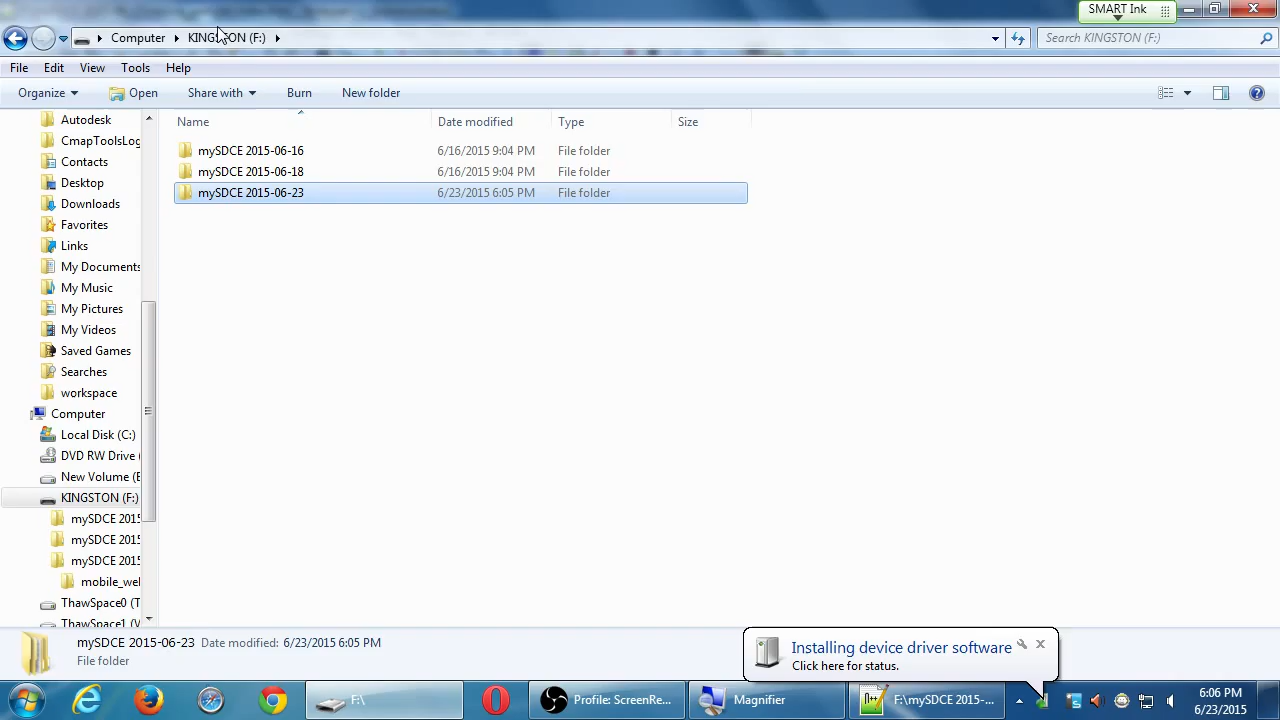 SMART Ink
Computer KINGSTON (F:)
Search KINGSTON (F:)
File Edit View Tools Help
Organize Open Share with Burn New folder
Name Date modified Type Size
mySDCE 2015-06-16 6/16/2015 9:04 PM File folder
mySDCE 2015-06-18 6/16/2015 9:04 PM File folder
mySDCE 2015-06-23 6/23/2015 6:05 PM File folder
Autodesk
CmapToolsLog
Contacts
Desktop
Downloads
Favorites
Links
My Documents
My Music
My Pictures
My Videos
Saved Games
Searches
workspace
Computer
Local Disk (C:)
DVD RW Drive (
New Volume (E
KINGSTON (F:)
mySDCE 2015
mySDCE 2015
mySDCE 2015
mobile_we
ThawSpace0 (T
ThawSpace1 (V
mySDCE 2015-06-23 Date modified: 6/23/2015 6:05 PM
File folder
Installing device driver software
Click here for status.
F:\
Profile: ScreenRe...
Magnifier
F:\mySDCE 2015-...
6:06 PM
6/23/2015